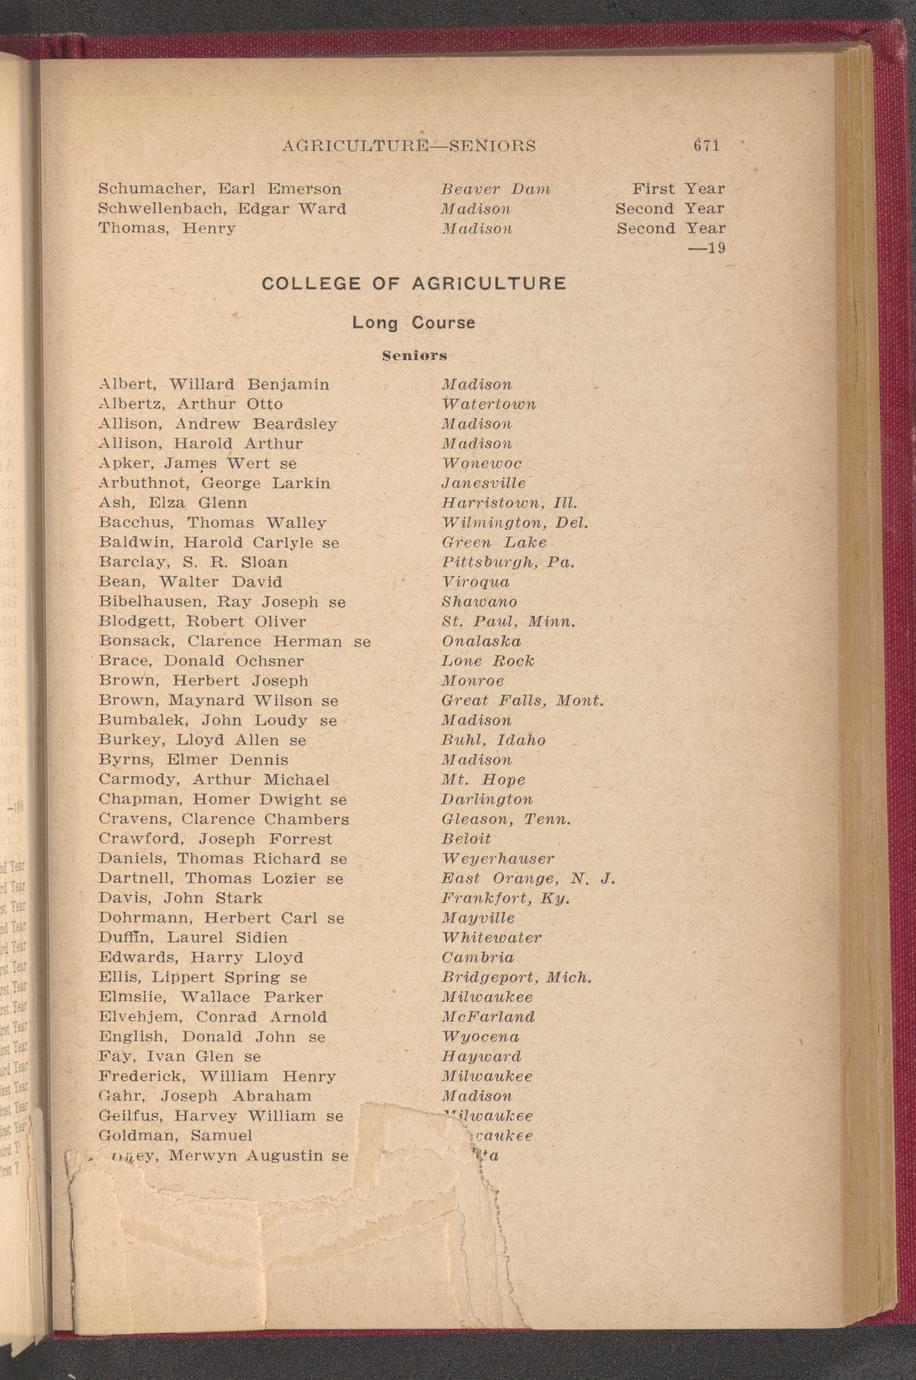 AGRICULTURE—SENIORS 671
Schumacher, Earl Emerson Beaver Dam First Year
Schwellenbach, Edgar Ward Madison Second Year
Thomas, Henry Madison Second Year
—19
COLLEGE OF AGRICULTURE
Long Course
Seniors
Albert, Willard Benjamin Madison
Albertz, Arthur Otto Watertown
Allison, Andrew Beardsley Madison
Allison, Harold Arthur Madison
Apker, James Wert se Wonewoc
Arbuthnot, George Larkin Janesville
Ash, Elza Glenn Harristown, Ill.
Bacchus, Thomas Walley Wilmington, Del.
Baldwin, Harold Carlyle se Green Lake
Barclay, S. R. Sloan Pittsburgh, Pa.
Bean, Walter David Viroqua
Bibelhausen, Ray Joseph se Shawano
Blodgett, Robert Oliver St. Paul, Minn.
Bonsack, Clarence Herman se Onalaska
Brace, Donald Ochsner Lone Rock
Brown, Herbert Joseph Monroe
Brown, Maynard Wilson se Great Falls, Mont.
Bumbalek, John Loudy se Madison
Burkey, Lloyd Allen se Buhl, Idaho
Byrns, Elmer Dennis Madison
Carmody, Arthur Michael Mt. Hope
Chapman, Homer Dwight se Darlington
Cravens, Clarence Chambers Gleason, Tenn.
Crawford, Joseph Forrest Beloit
Daniels, Thomas Richard se Weyerhauser
Dartnell, Thomas Lozier se East Orange, N. J.
Davis, John Stark Frankfort, Ky.
Dohrmann, Herbert Carl se Mayville
Duffin, Laurel Sidien Whitewater
Edwards, Harry Lloyd Cambria
Ellis, Lippert Spring se Bridgeport, Mich.
Elmslie, Wallace Parker Milwaukee
Elvehjem, Conrad Arnold McFarland
English, Donald John se Wyocena
Fay, Ivan Glen se Hayward
Frederick, William Henry Milwaukee
Gahr, Joseph Abraham Madison
Geilfus, Harvey William se Milwaukee
Goldman, Samuel
Merwyn Augustin se